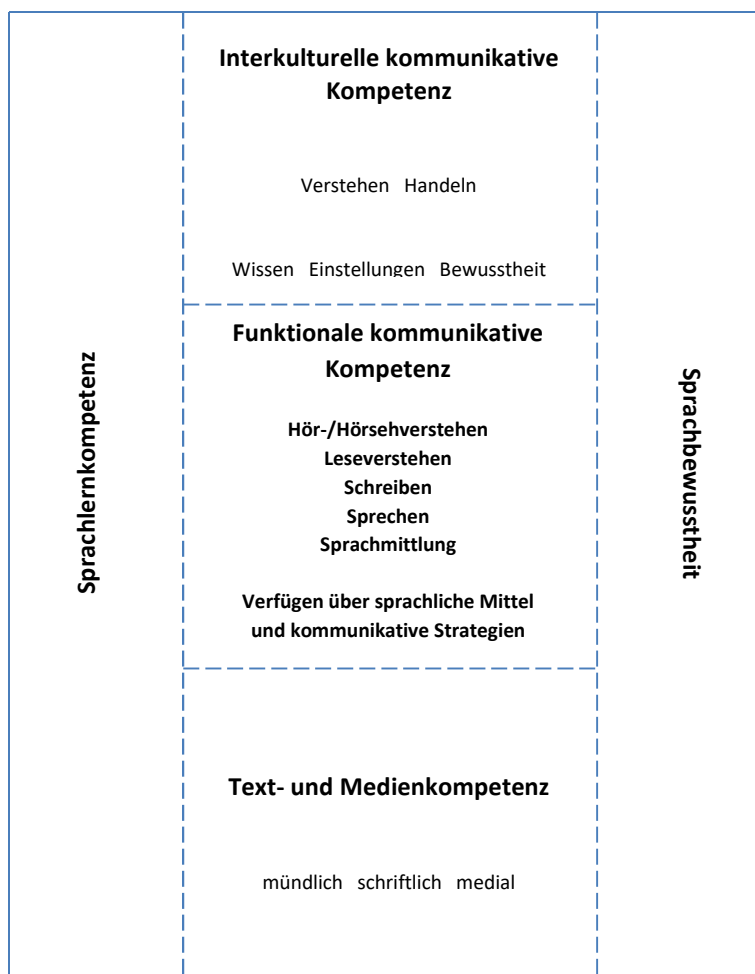 Interkulturelle kommunikative
Kompetenz
Verstehen Handeln
Wissen Einstellungen Bewusstheit
Sprachlernkompetenz
Funktionale kommunikative
Kompetenz
Hör-/Hörsehverstehen
Leseverstehen
Schreiben
Sprechen
Sprachmittlung
Verfügen über sprachliche Mittel
und kommunikative Strategien
Sprachbewusstheit
Text- und Medienkompetenz
mündlich schriftlich medial